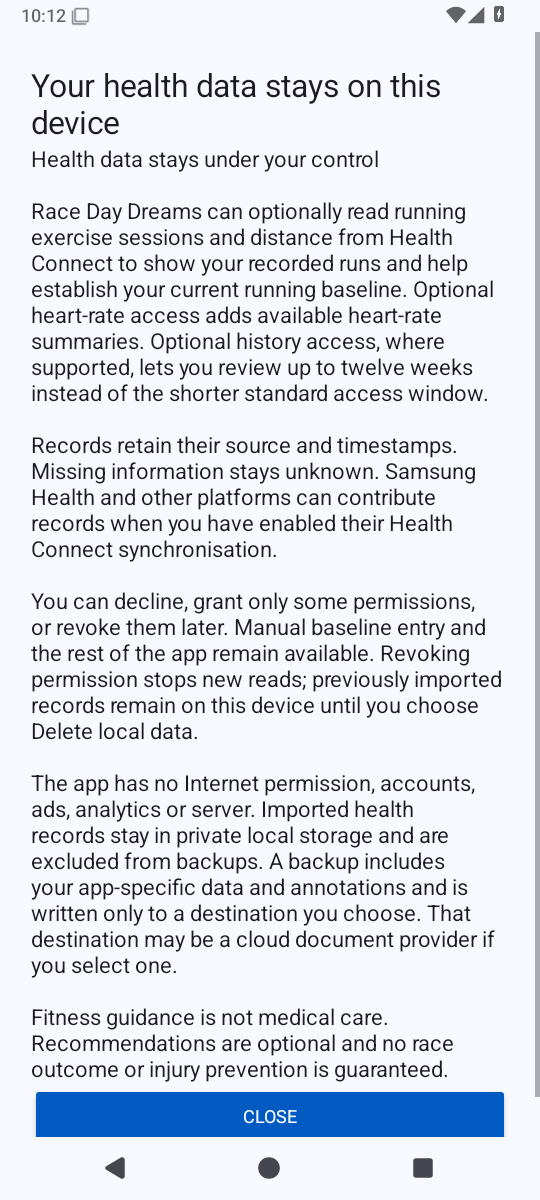 10:12
Your health data stays on this
device
Health data stays under your control
Race Day Dreams can optionally read running
exercise sessions and distance from Health
Connect to show your recorded runs and help
establish your current running baseline. Optional
heart-rate access adds available heart-rate
summaries. Optional history access, where
supported, lets you review up to twelve weeks
instead of the shorter standard access window.
Records retain their source and timestamps.
Missing information stays unknown. Samsung
Health and other platforms can contribute
records when you have enabled their Health
Connect synchronisation.
You can decline, grant only some permissions,
or revoke them later. Manual baseline entry and
the rest of the app remain available. Revoking
permission stops new reads; previously imported
records remain on this device until you choose
Delete local data.
The app has no Internet permission, accounts,
ads, analytics or server. Imported health
records stay in private local storage and are
excluded from backups. A backup includes
your app-specific data and annotations and is
written only to a destination you choose. That
destination may be a cloud document provider if
you select one.
Fitness guidance is not medical care.
Recommendations are optional and no race
outcome or injury prevention is guaranteed.
CLOSE